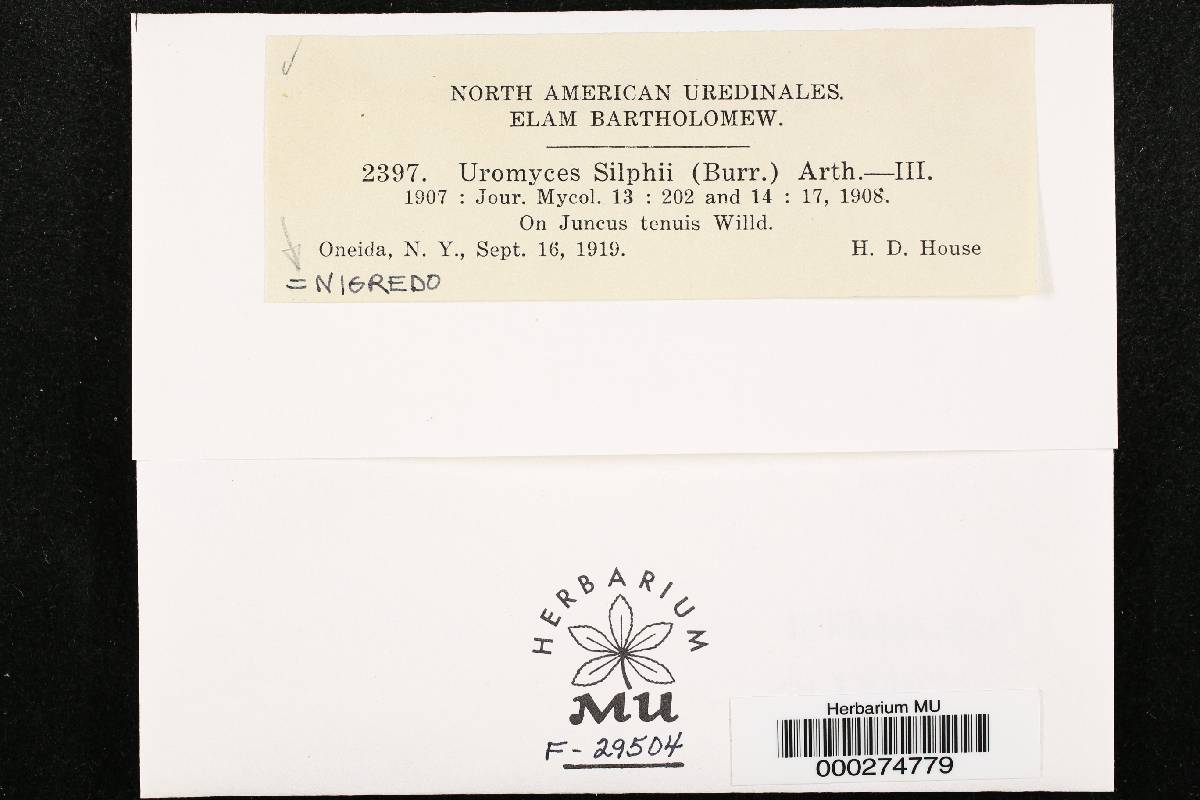 NORTH AMERICAN UREDINALES.
ELAM BARTHOLOMEW.
2397. Uromyces Silphii (Burr.) Arth.—III.
1907 : Jour. Mycol. 13 : 202 and 14 : 17, 1908.
On Juncus tenuis Willd.
Oneida, N. Y., Sept. 16, 1919. H. D. House
= NIGREDO
HERBARIUM
MU
F-29504
Herbarium MU
000274779